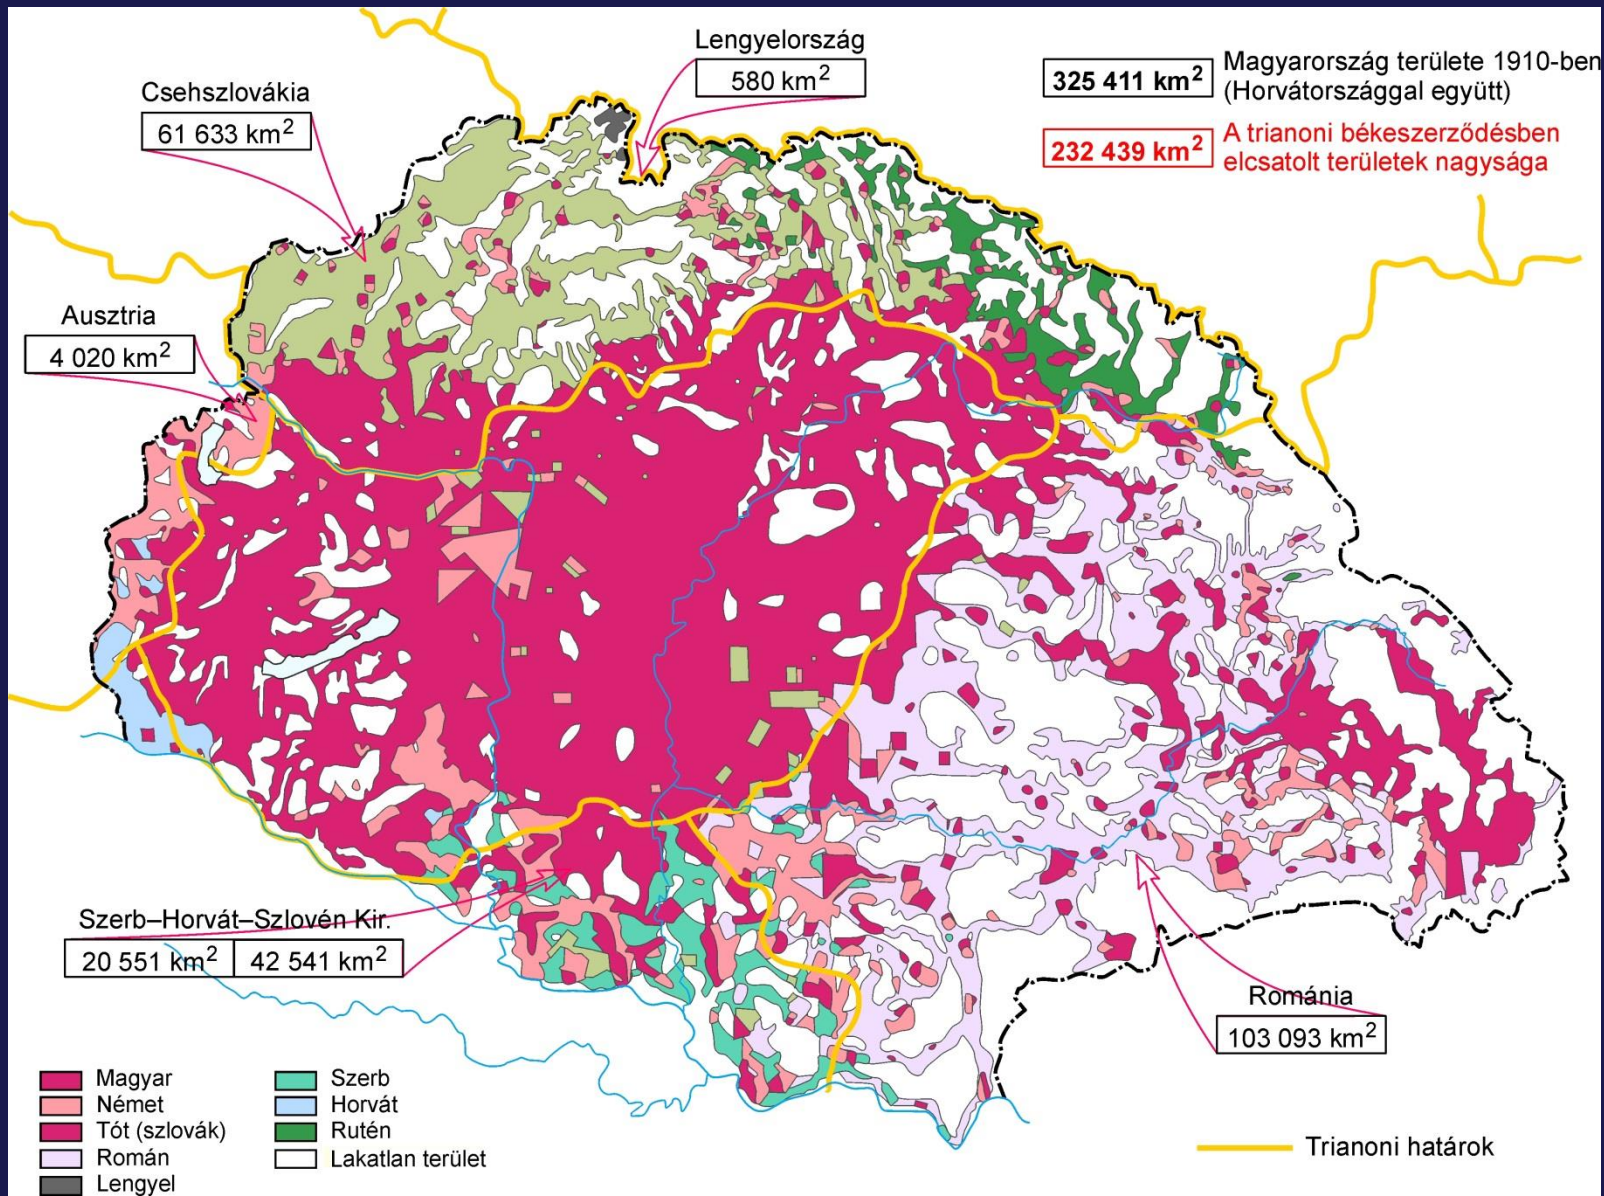 Lengyelország
580 km²
325 411 km²
Magyarország területe 1910-ben
(Horvátországgal együtt)
232 439 km²
A trianoni békeszerződésben
elcsatolt területek nagysága
Csehszlovákia
61 633 km²
Ausztria
4 020 km²
Szerb–Horvát–Szlovén Kir.
20 551 km²
42 541 km²
Románia
103 093 km²
Magyar
Német
Tót (szlovák)
Román
Lengyel
Szerb
Horvát
Rutén
Lakatlan terület
Trianoni határok